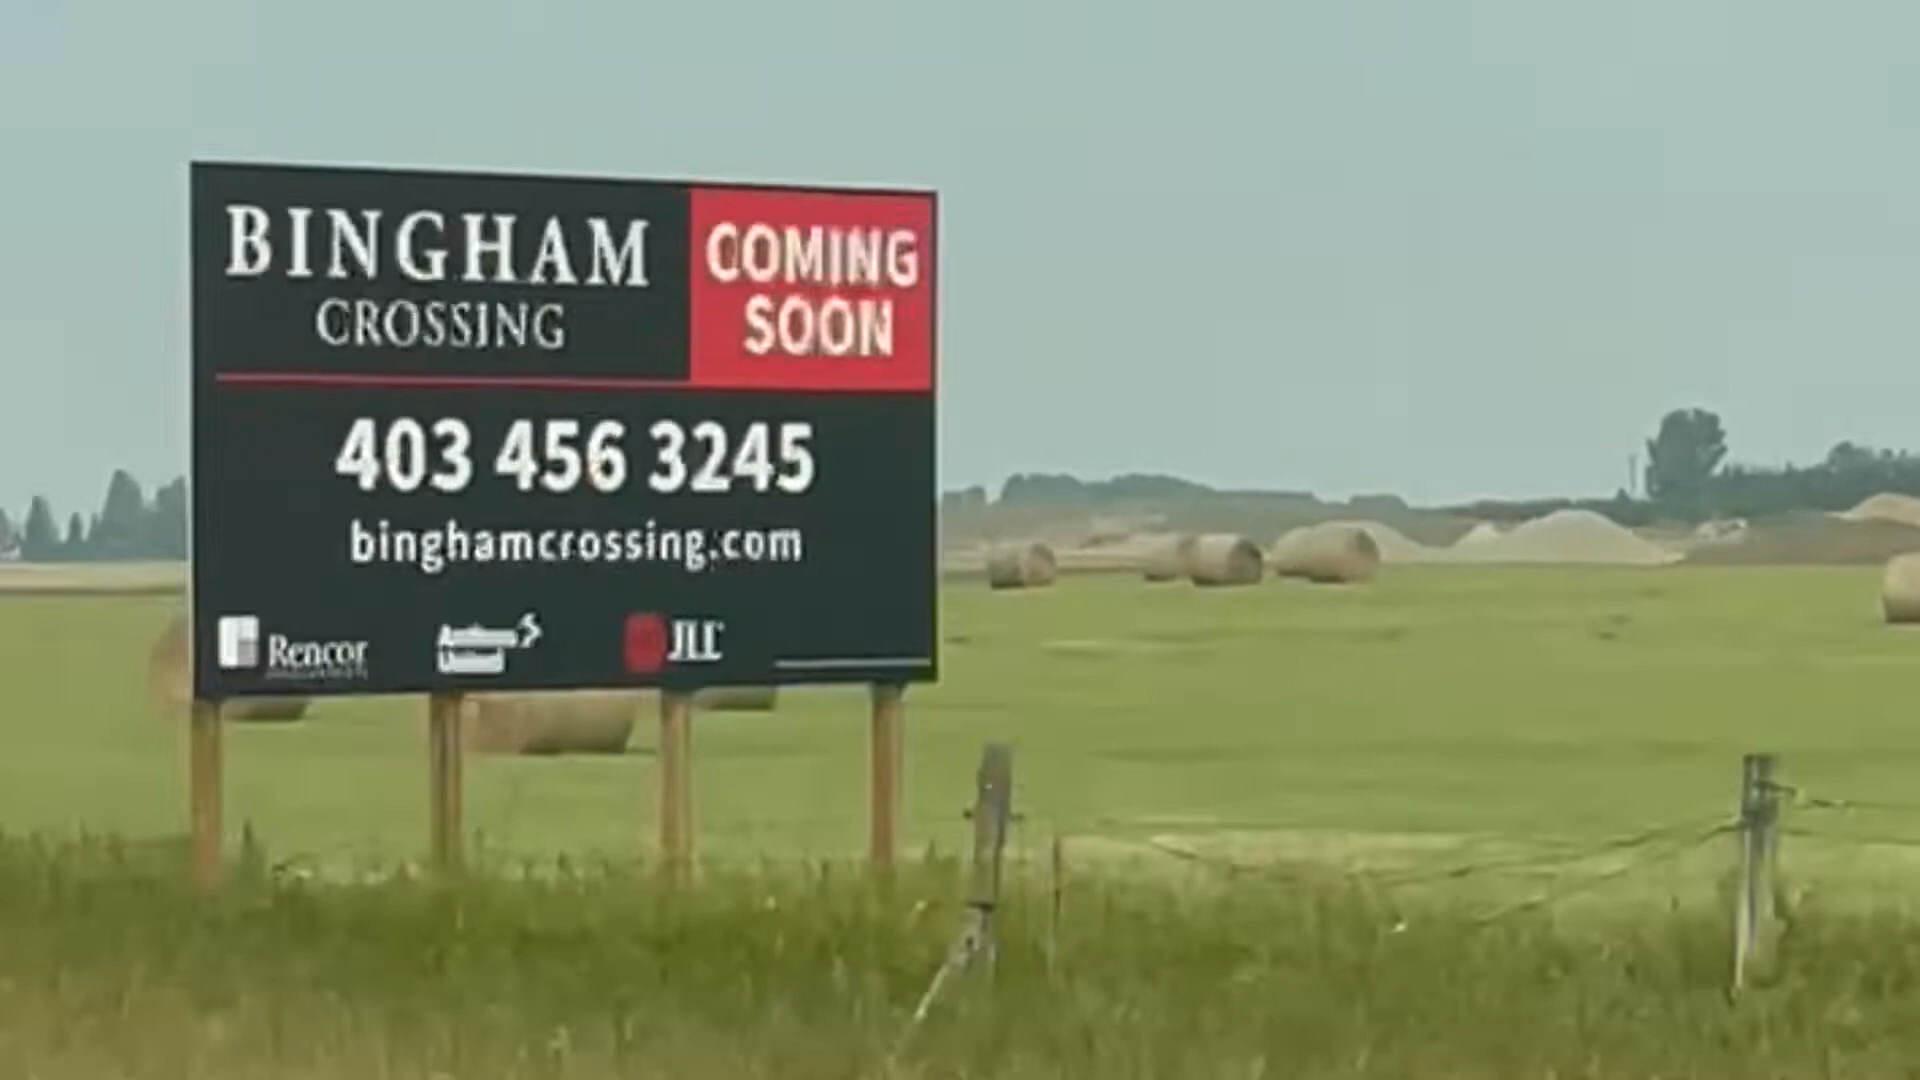 BINGHAM
CROSSING
COMING
SOON
403 456 3245
binghamcrossing.com
Rencor
JLL